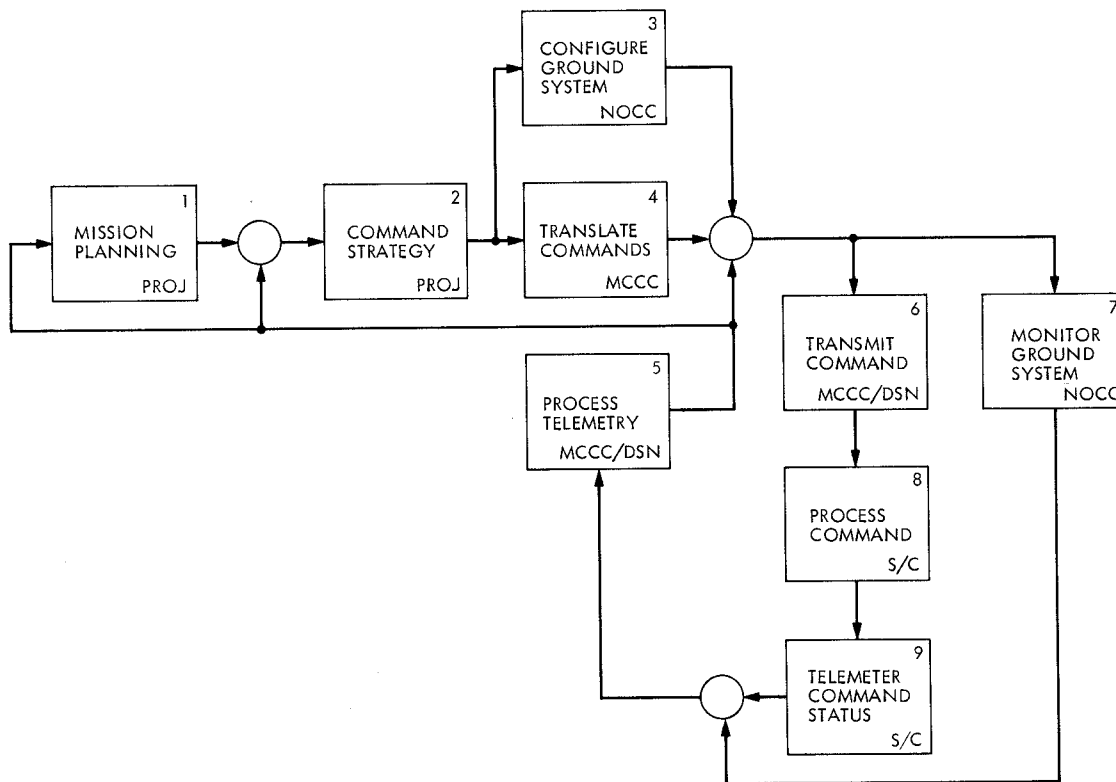 1
MISSION
PLANNING
PROJ
2
COMMAND
STRATEGY
PROJ
3
CONFIGURE
GROUND
SYSTEM
NOCC
4
TRANSLATE
COMMANDS
MCCC
5
PROCESS
TELEMETRY
MCCC/DSN
6
TRANSMIT
COMMAND
MCCC/DSN
7
MONITOR
GROUND
SYSTEM
NOCC
8
PROCESS
COMMAND
S/C
9
TELEMETER
COMMAND
STATUS
S/C